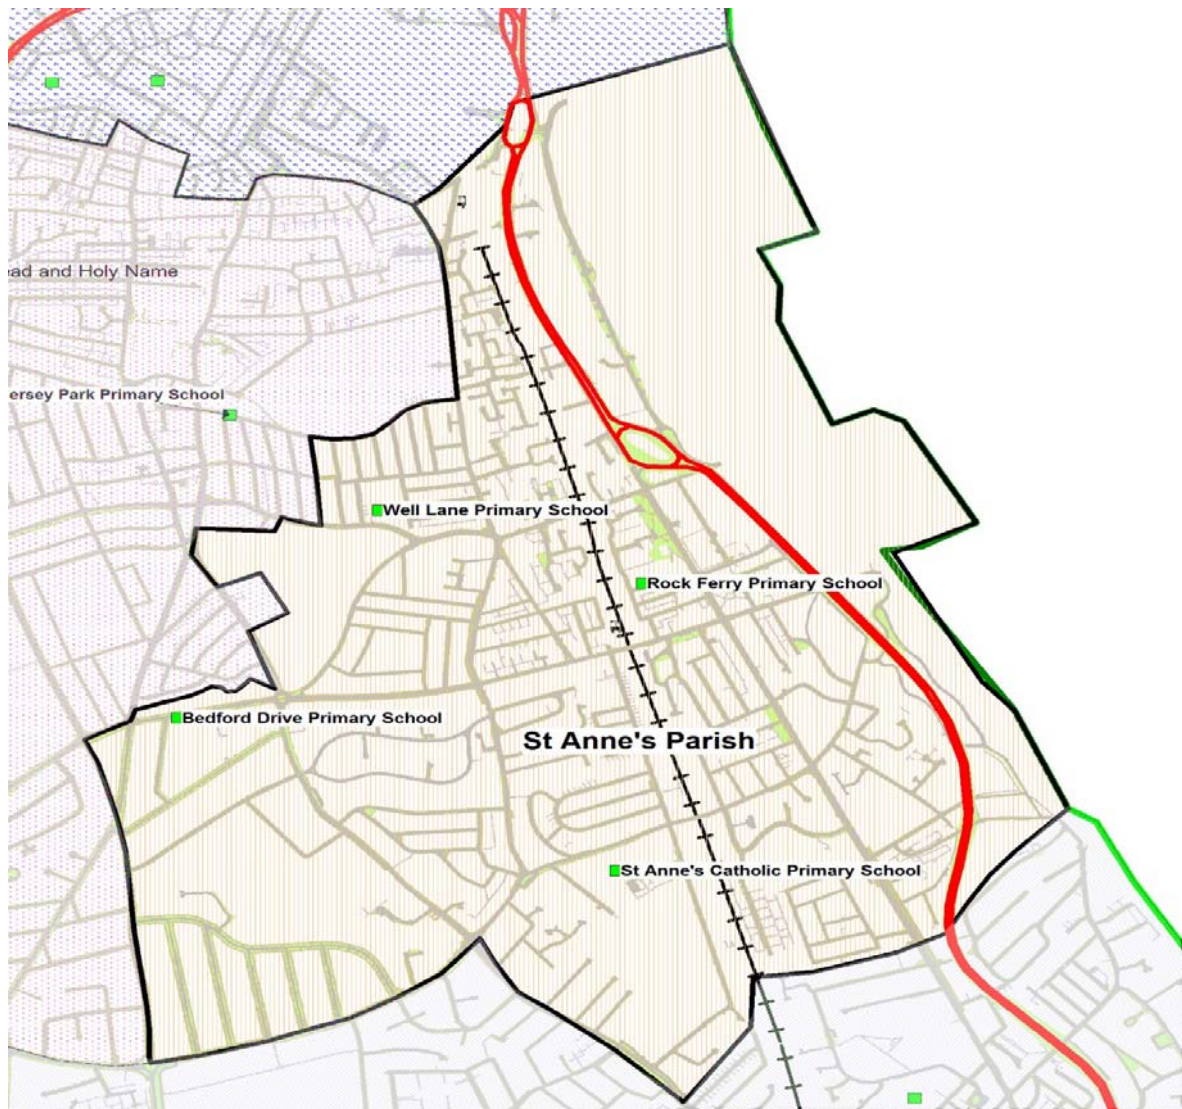 ead and Holy Name
ersey Park Primary School
Well Lane Primary School
Rock Ferry Primary School
Bedford Drive Primary School
St Anne's Parish
St Anne's Catholic Primary School